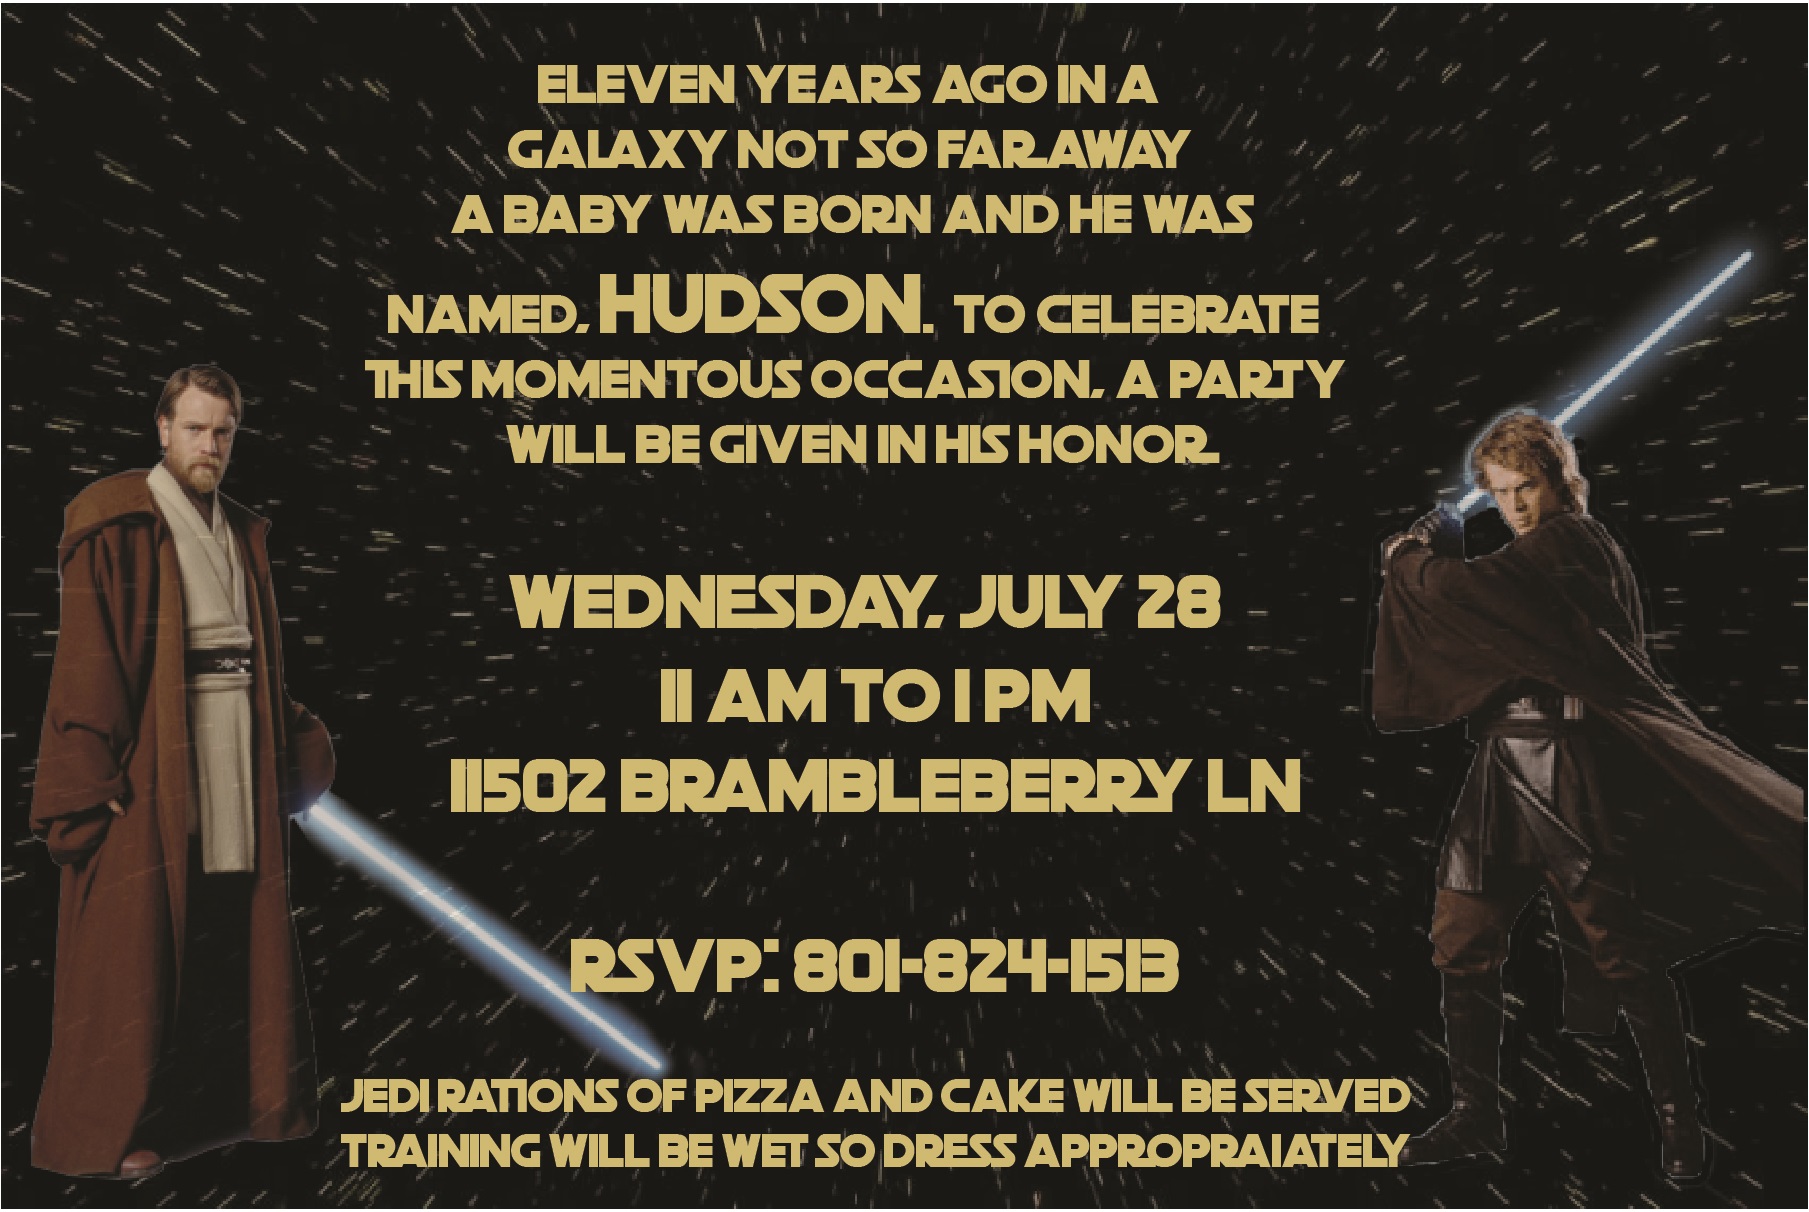 ELEVEN YEARS AGO IN A
GALAXY NOT SO FAR AWAY
A BABY WAS BORN AND HE WAS
NAMED, HUDSON. TO CELEBRATE
THIS MOMENTOUS OCCASION, A PARTY
WILL BE GIVEN IN HIS HONOR.
WEDNESDAY, JULY 28
11 AM TO 1 PM
11502 BRAMBLEBERRY LN
RSVP: 801-824-1513
JEDI RATIONS OF PIZZA AND CAKE WILL BE SERVED
TRAINING WILL BE WET SO DRESS APPROPRAIATELY